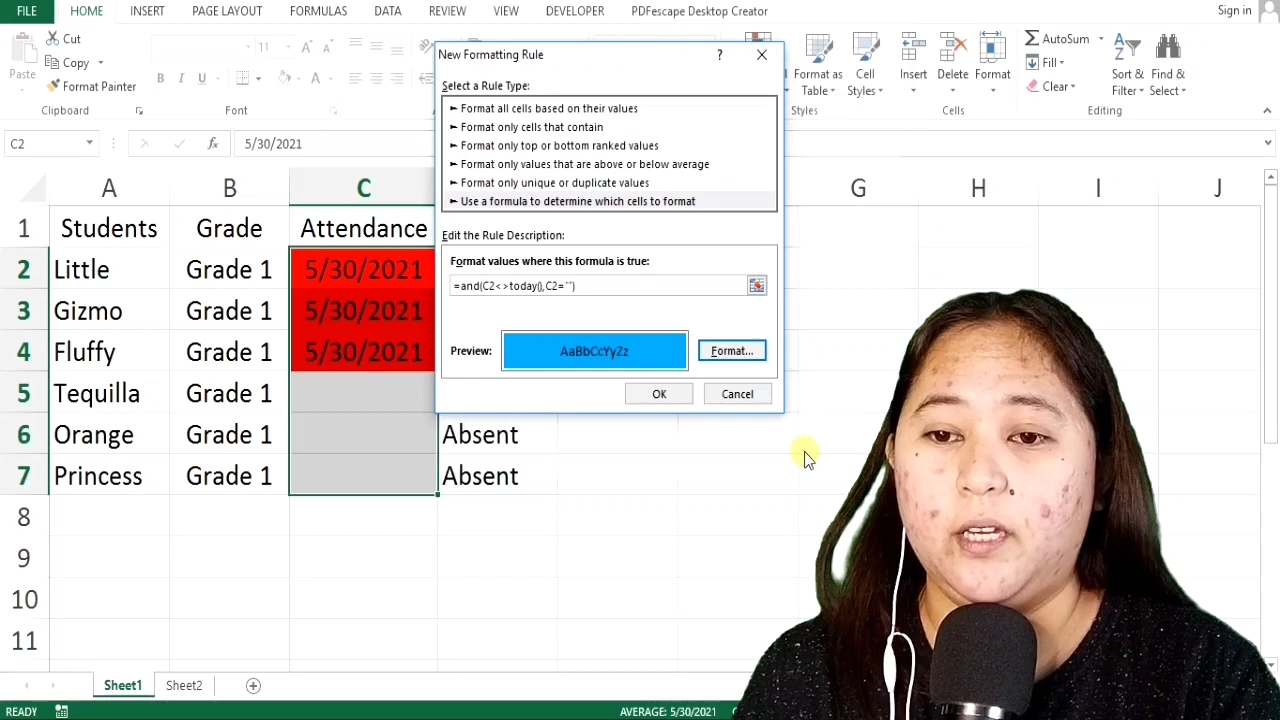 FILE HOME INSERT PAGE LAYOUT FORMULAS DATA REVIEW VIEW DEVELOPER PDFescape Desktop Creator Sign in
Cut
Copy
Format Painter
Paste
Clipboard
11
B I U
Font
Format as
Table
Cell
Styles
Styles
Insert
Delete
Format
Cells
AutoSum
Fill
Clear
Sort &
Filter
Find &
Select
Editing
C2 fx 5/30/2021
New Formatting Rule ?
Select a Rule Type:
► Format all cells based on their values
► Format only cells that contain
► Format only top or bottom ranked values
► Format only values that are above or below average
► Format only unique or duplicate values
► Use a formula to determine which cells to format
Edit the Rule Description:
Format values where this formula is true:
=and(C2<>today(),C2="")
Preview: AaBbCcYyZz Format...
OK Cancel
A B C G H I J
1 Students Grade Attendance
2 Little Grade 1 5/30/2021
3 Gizmo Grade 1 5/30/2021
4 Fluffy Grade 1 5/30/2021
5 Tequilla Grade 1
6 Orange Grade 1 Absent
7 Princess Grade 1 Absent
8
9
10
11
Sheet1 Sheet2
READY AVERAGE: 5/30/2021